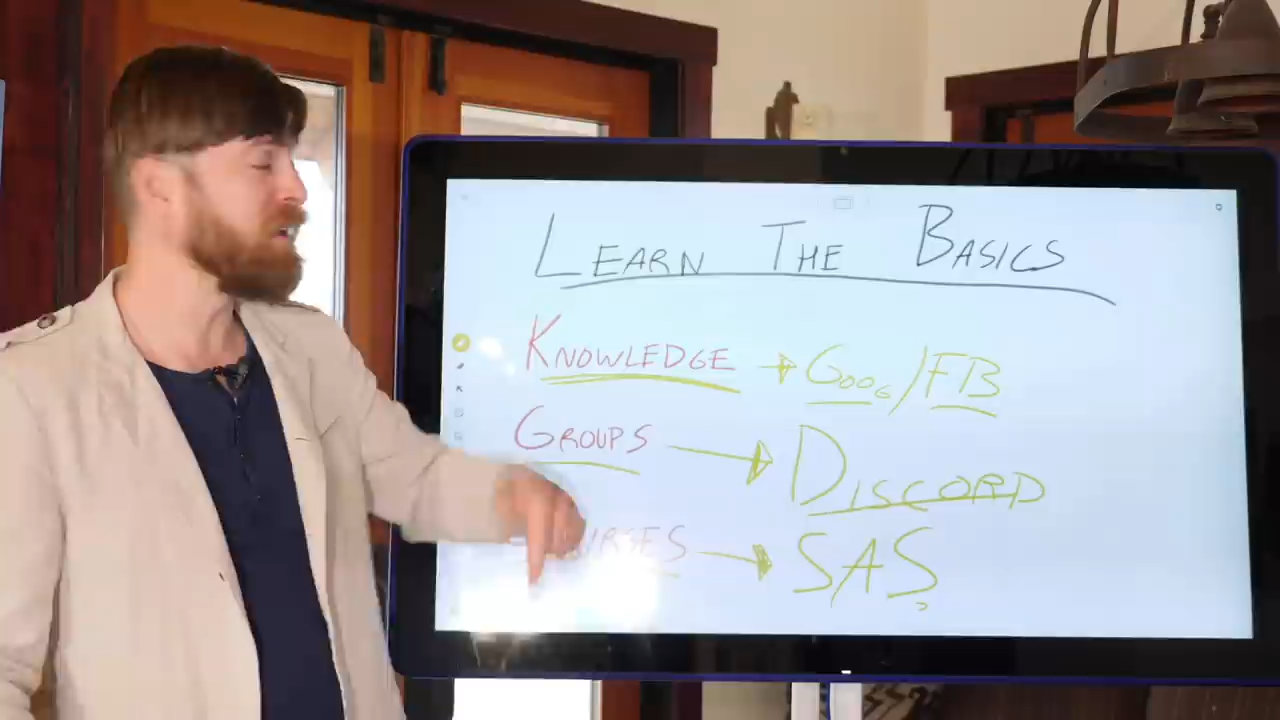 LEARN THE BASICS
KNOWLEDGE → GOOG/FB
GROUPS → DISCORD
→ SAS